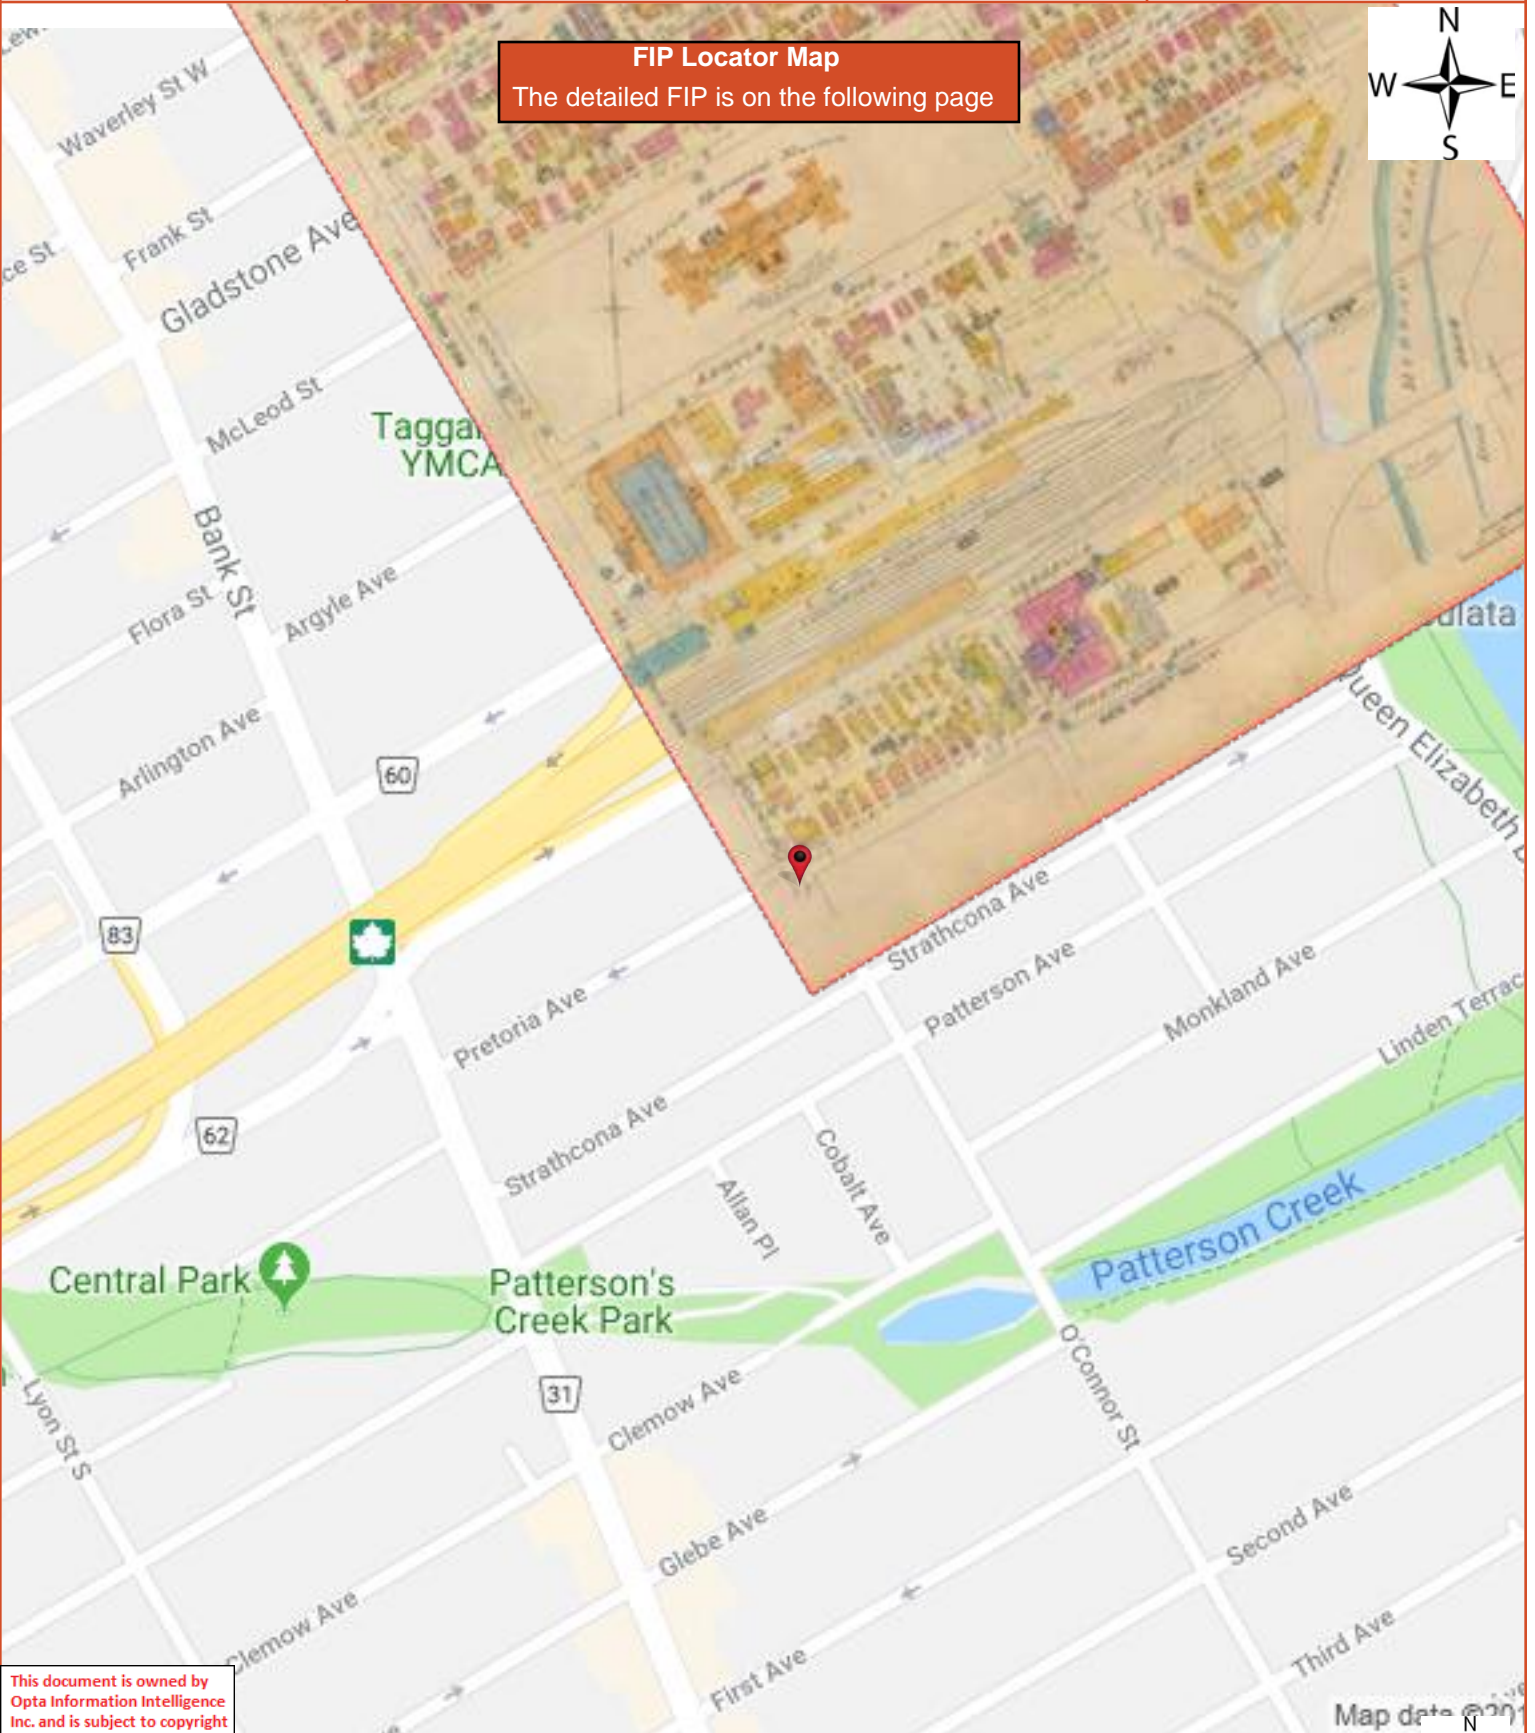 FIP Locator Map
The detailed FIP is on the following page
N
W
E
S
Waverley St W
Frank St
Gladstone Ave
McLeod St
YMCA
Bank St
Flora St
Argyle Ave
Arlington Ave
60
83
62
Queen Elizabeth
Strathcona Ave
Patterson Ave
Monkland Ave
Pretoria Ave
Strathcona Ave
Cobalt Ave
Allan Pl
Central Park
Patterson's
Creek Park
Patterson Creek
O'Connor St
31
Lyon St S
Clemow Ave
Glebe Ave
Second Ave
Clemow Ave
First Ave
Third Ave
This document is owned by
Opta Information Intelligence
Inc. and is subject to copyright
N